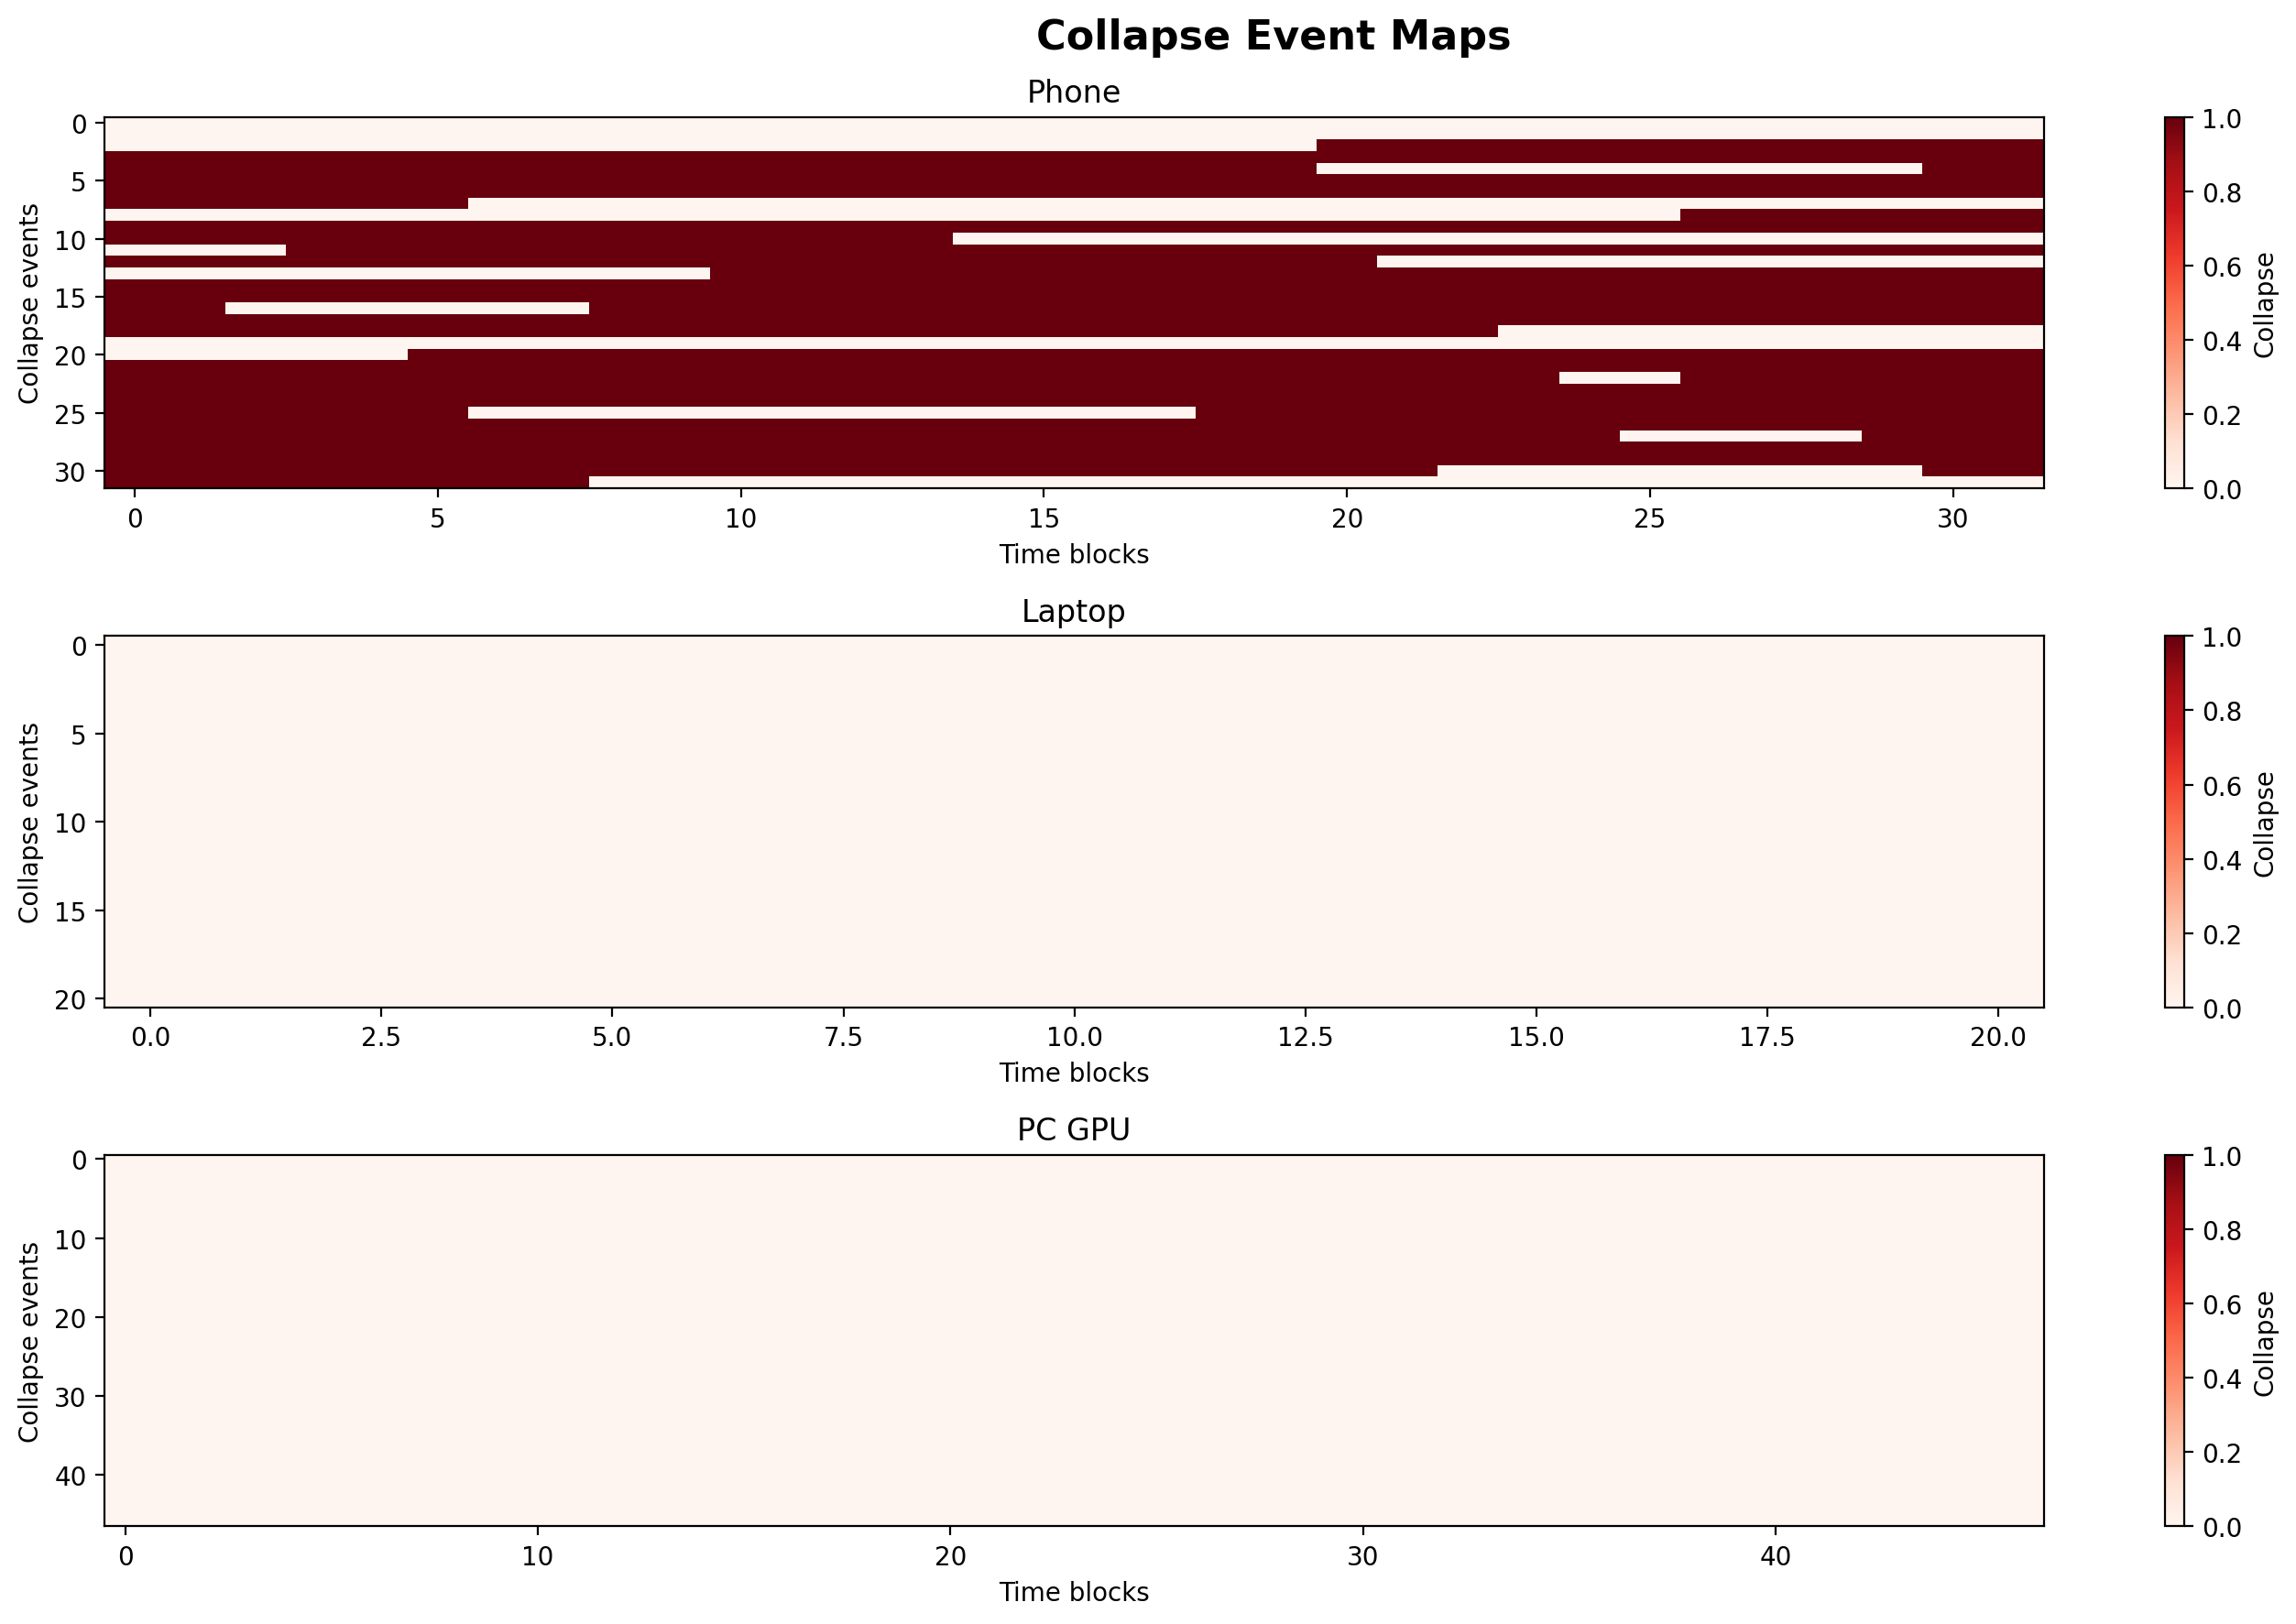 Collapse Event Maps
Phone
0
5
10
15
20
25
30
Collapse events
0 5 10 15 20 25 30
Time blocks
1.0
0.8
0.6
0.4
0.2
0.0
Collapse
Laptop
0
5
10
15
20
Collapse events
0.0 2.5 5.0 7.5 10.0 12.5 15.0 17.5 20.0
Time blocks
1.0
0.8
0.6
0.4
0.2
0.0
Collapse
PC GPU
0
10
20
30
40
Collapse events
0 10 20 30 40
Time blocks
1.0
0.8
0.6
0.4
0.2
0.0
Collapse